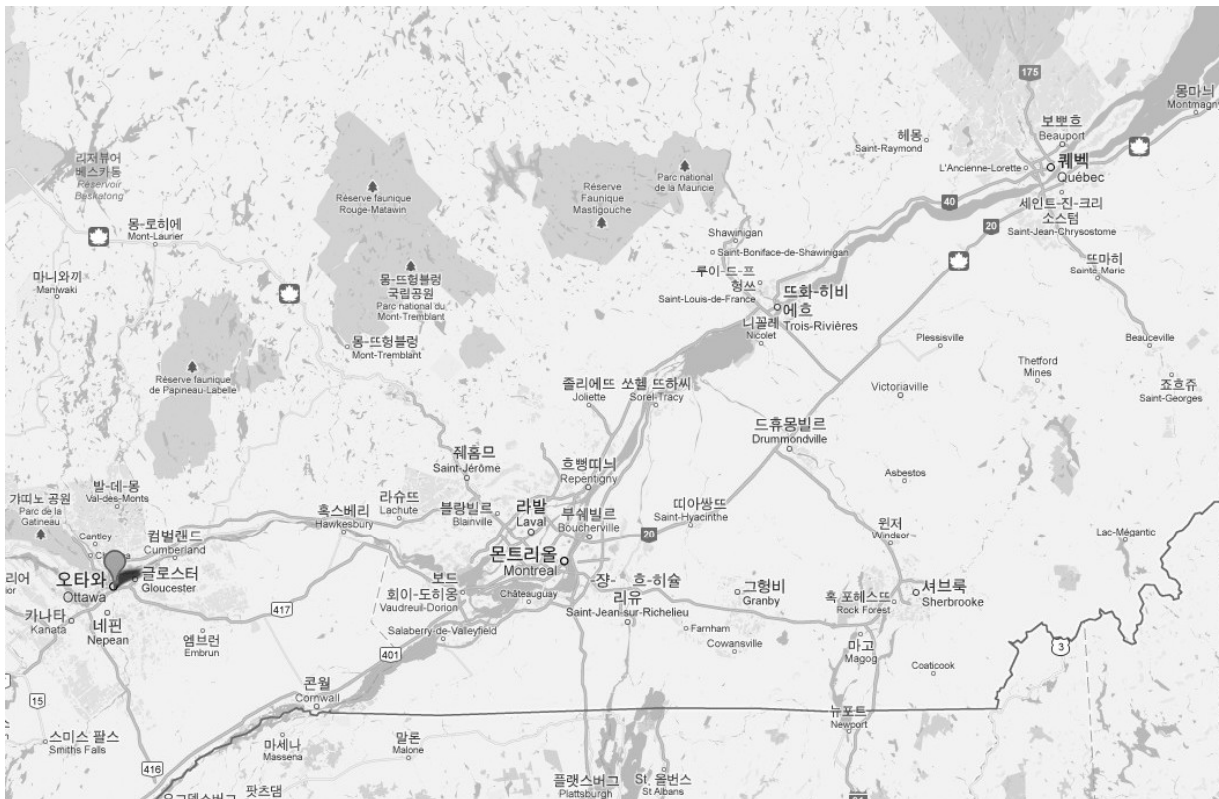 175
몽마늬
Montmagny
보뽀흐
Beauport
헤몽
Saint-Raymond
L'Ancienne-Lorette
퀘벡
Québec
리저뷰어
베스카통
Réservoir
Baskatong
Parc national
de la Mauricie
Réserve
Faunique
Mastigouche
Réserve faunique
Rouge-Matawin
40
20
세인트-진-크리
소스텀
Saint-Jean-Chrysostome
몽-로히에
Mont-Laurier
Shawinigan
Saint-Boniface-de-Shawinigan
뜨마히
Sainte-Marie
마니와끼
Maniwaki
몽-뜨헝블렁
국립공원
Parc national du
Mont-Tremblant
루이-드-프
헝쓰
Saint-Louis-de-France
뜨화-히비
에흐
Trois-Rivières
니꼴레
Nicolet
몽-뜨헝블렁
Mont-Tremblant
Plessisville
Beauceville
Réserve faunique
de Papineau-Labelle
Thetford
Mines
졸리에뜨
Joliette
쏘헬 뜨하씨
Sorel-Tracy
Victoriaville
죠흐쥬
Saint-Georges
드휴몽빌르
Drummondville
쥐홈므
Saint-Jérôme
흐뻥띠늬
Repentigny
Asbestos
발-데-몽
Val-des-Monts
가띠노 공원
Parc de la
Gatineau
라슈뜨
Lachute
혹스베리
Hawkesbury
블랑빌르
Blainville
라발
Laval
부쉐빌르
Boucherville
띠아쌍뜨
Saint-Hyacinthe
윈저
Windsor
Lac-Mégantic
Cantley
컴벌랜드
Cumberland
20
몬트리올
Montreal
리어
오타와
Ottawa
글로스터
Gloucester
보드
회이-도히옹
Vaudreuil-Dorion
Châteauguay
쟝- 흐-히슐
리유
Saint-Jean-sur-Richelieu
그헝비
Granby
혹 포헤스뜨
Rock Forest
셔브룩
Sherbrooke
417
카나타
Kanata
네핀
Nepean
엠브런
Embrun
Salaberry-de-Valleyfield
401
Farnham
Cowansville
마고
Magog
Coaticook
3
15
콘월
Cornwall
뉴포트
Newport
스미스 팔스
Smiths Falls
마세나
Massena
말론
Malone
416
팟츠댐
플랫스버그
Plattsburgh
St. 올번스
St Albans